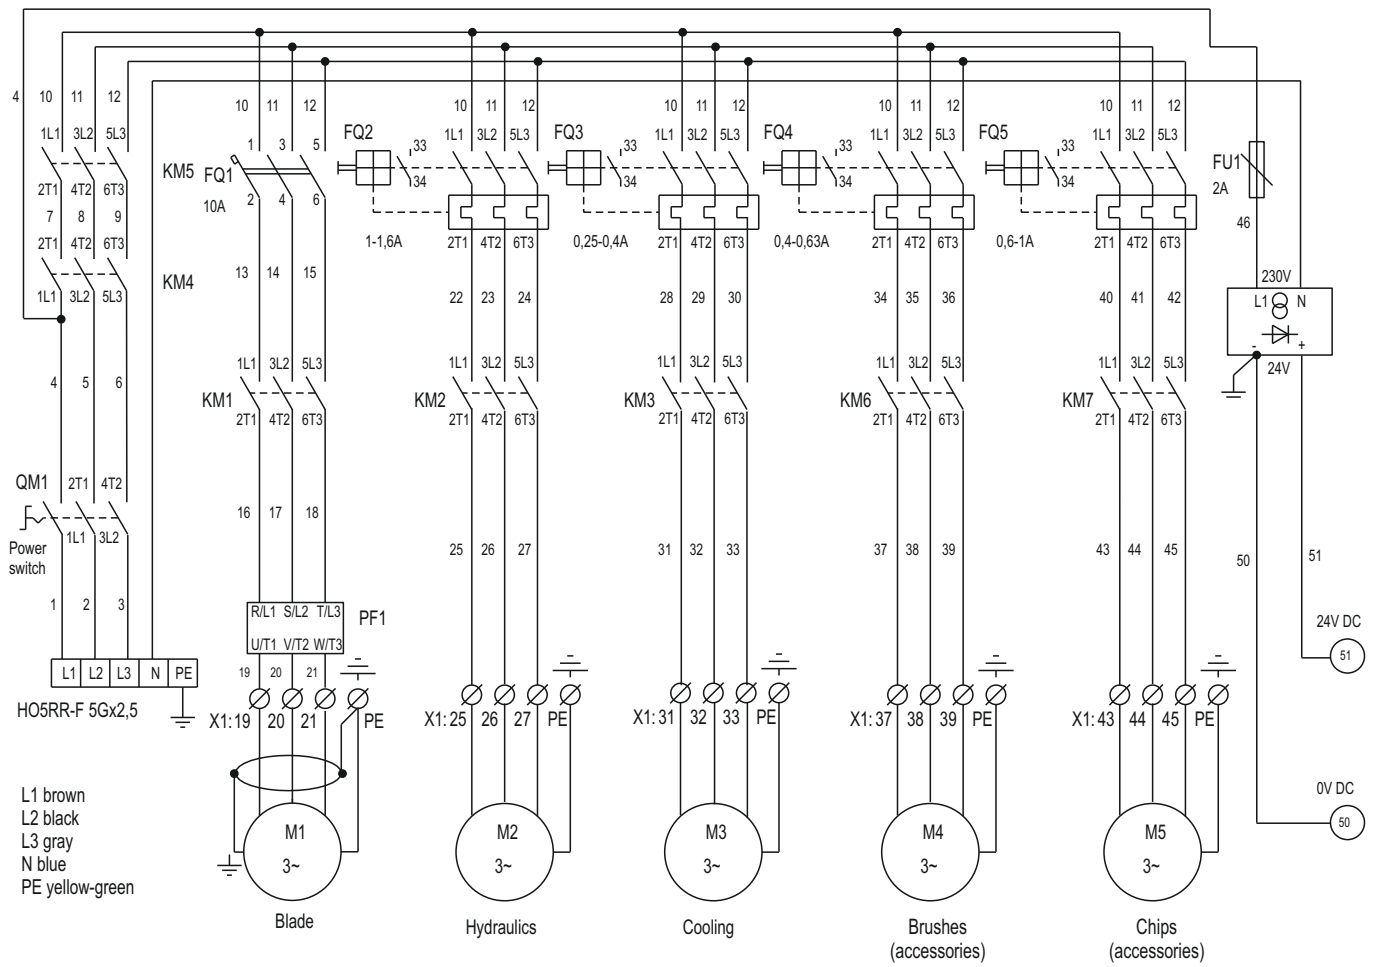 4 10 11 12 10 11 12 10 11 12 10 11 12 10 11 12 10 11 12
1L1 3L2 5L3 1 3 5 FQ2 33 1L1 3L2 5L3 FQ3 33 1L1 3L2 5L3 FQ4 33 1L1 3L2 5L3 FQ5 33 1L1 3L2 5L3
KM5 FQ1 34 34 34 34 FU1
2T1 4T2 6T3 10A 2 4 6 2A
7 8 9 46
2T1 4T2 6T3 1-1,6A 2T1 4T2 6T3 0,25-0,4A 2T1 4T2 6T3 0,4-0,63A 2T1 4T2 6T3 0,6-1A 2T1 4T2 6T3
KM4 13 14 15 230V
1L1 3L2 5L3 22 23 24 28 29 30 34 35 36 40 41 42 L1 N
- +
24V
4 5 6 1L1 3L2 5L3 1L1 3L2 5L3 1L1 3L2 5L3 1L1 3L2 5L3 1L1 3L2 5L3
KM1 KM2 KM3 KM6 KM7
2T1 4T2 6T3 2T1 4T2 6T3 2T1 4T2 6T3 2T1 4T2 6T3 2T1 4T2 6T3
QM1 2T1 4T2
16 17 18
1L1 3L2
Power
switch
25 26 27 31 32 33 37 38 39 43 44 45 50 51
1 2 3 R/L1 S/L2 T/L3 PF1
U/T1 V/T2 W/T3
24V DC
51
L1 L2 L3 N PE 19 20 21
HO5RR-F 5Gx2,5
X1: 19 20 21 PE X1: 25 26 27 PE X1: 31 32 33 PE X1: 37 38 39 PE X1: 43 44 45 PE
0V DC
50
L1 brown
L2 black
L3 gray
N blue
PE yellow-green
M1
3~
Blade
M2
3~
Hydraulics
M3
3~
Cooling
M4
3~
Brushes
(accessories)
M5
3~
Chips
(accessories)